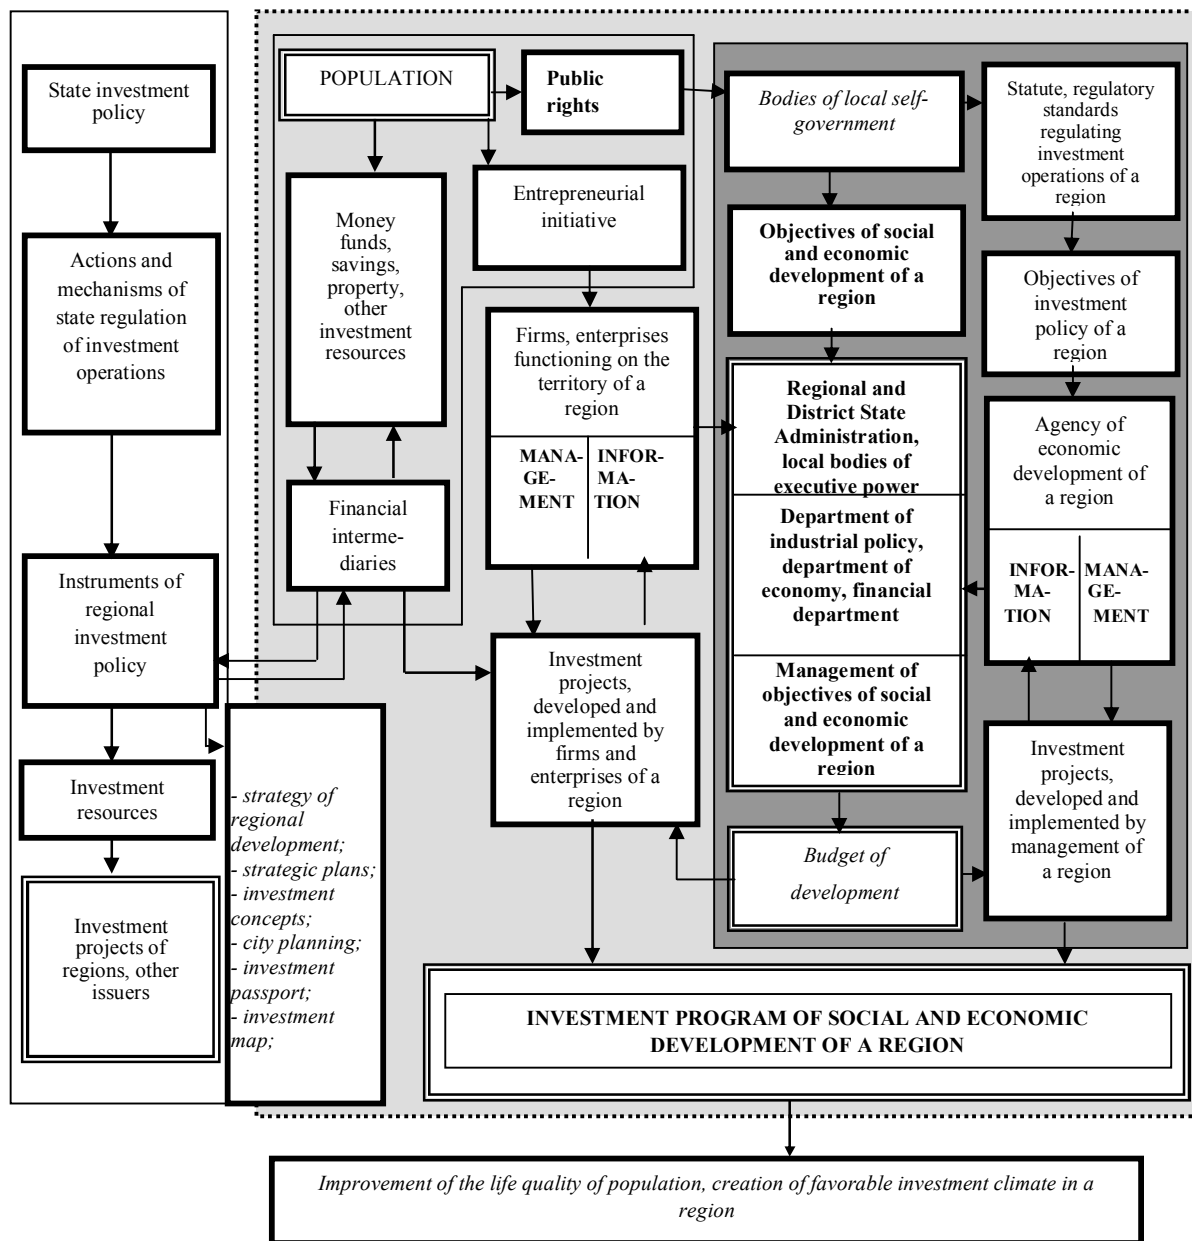 State investment
policy
Actions and
mechanisms of
state regulation
of investment
operations
Instruments of
regional
investment
policy
Investment
resources
Investment
projects of
regions, other
issuers
- strategy of
regional
development;
- strategic plans;
- investment
concepts;
- city planning;
- investment
passport;
- investment
map;
POPULATION
Public
rights
Money
funds,
savings,
property,
other
investment
resources
Entrepreneurial
initiative
Financial
interme-
diaries
Firms, enterprises
functioning on the
territory of a
region
MANA-
GE-
MENT
INFOR-
MA-
TION
Investment
projects,
developed and
implemented by
firms and
enterprises of a
region
Bodies of local self-
government
Objectives of social
and economic
development of a
region
Regional and
District State
Administration,
local bodies of
executive power
Department of
industrial policy,
department of
economy, financial
department
Management of
objectives of social
and economic
development of a
region
Budget of
development
Statute, regulatory
standards
regulating
investment
operations of a
region
Objectives of
investment
policy of a
region
Agency of
economic
development of
a region
INFOR-
MA-
TION
MANA-
GE-
MENT
Investment
projects,
developed and
implemented by
management of
a region
INVESTMENT PROGRAM OF SOCIAL AND ECONOMIC
DEVELOPMENT OF A REGION
Improvement of the life quality of population, creation of favorable investment climate in a
region